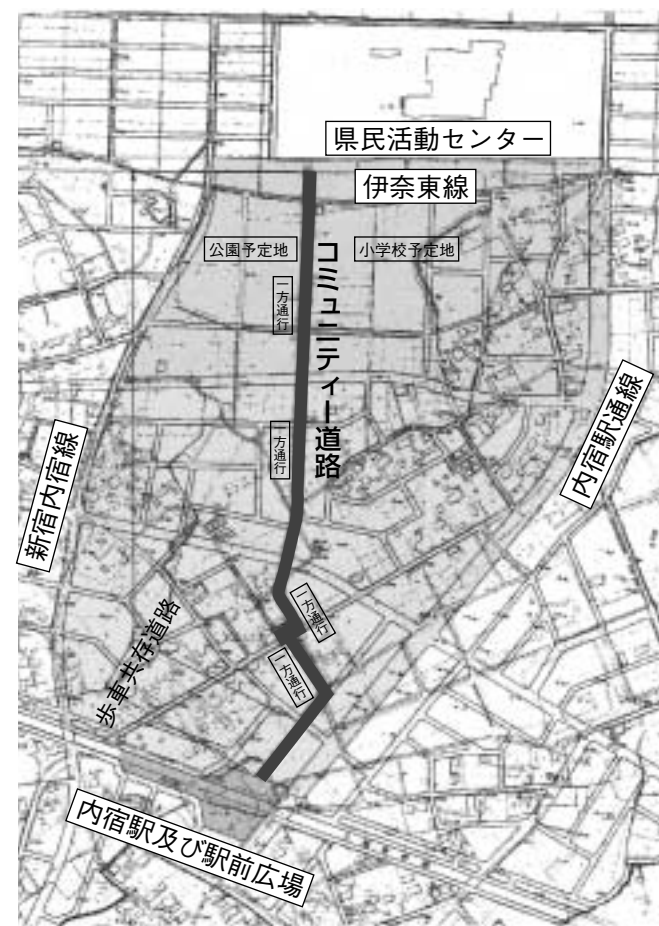 県民活動センター
伊奈東線
公園予定地
小学校予定地
コミュニティー道路
一方通行
一方通行
内宿駅通線
新宿内宿線
一方通行
歩車共存道路
一方通行
内宿駅及び駅前広場